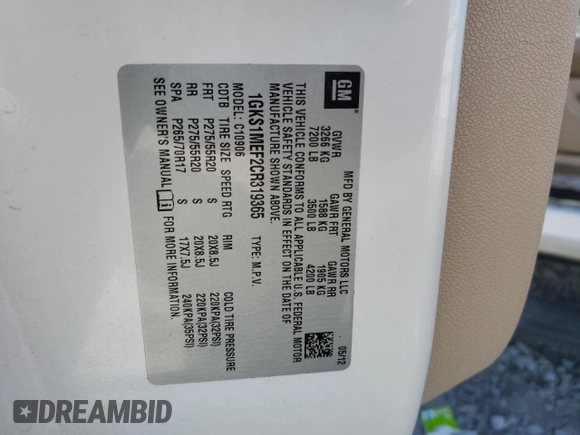 GM
MFD BY GENERAL MOTORS LLC 05/12
GVWR GAWR FRT GAWR RR
3266 KG 1588 KG 1905 KG
7200 LB 3500 LB 4200 LB
THIS VEHICLE CONFORMS TO ALL APPLICABLE U.S. FEDERAL MOTOR
VEHICLE SAFETY STANDARDS IN EFFECT ON THE DATE OF
MANUFACTURE SHOWN ABOVE.
1GKS1MEF2CR319365 TYPE: M.P.V.
MODEL: C10906
CDTB TIRE SIZE SPEED RTG RIM COLD TIRE PRESSURE
FRT P275/55R20 S 20X8.5J 220KPA(32PSI)
RR P275/55R20 S 20X8.5J 220KPA(32PSI)
SPA P265/70R17 S 17X7.5J 240KPA(35PSI)
SEE OWNER'S MANUAL FOR MORE INFORMATION.
DREAMBID